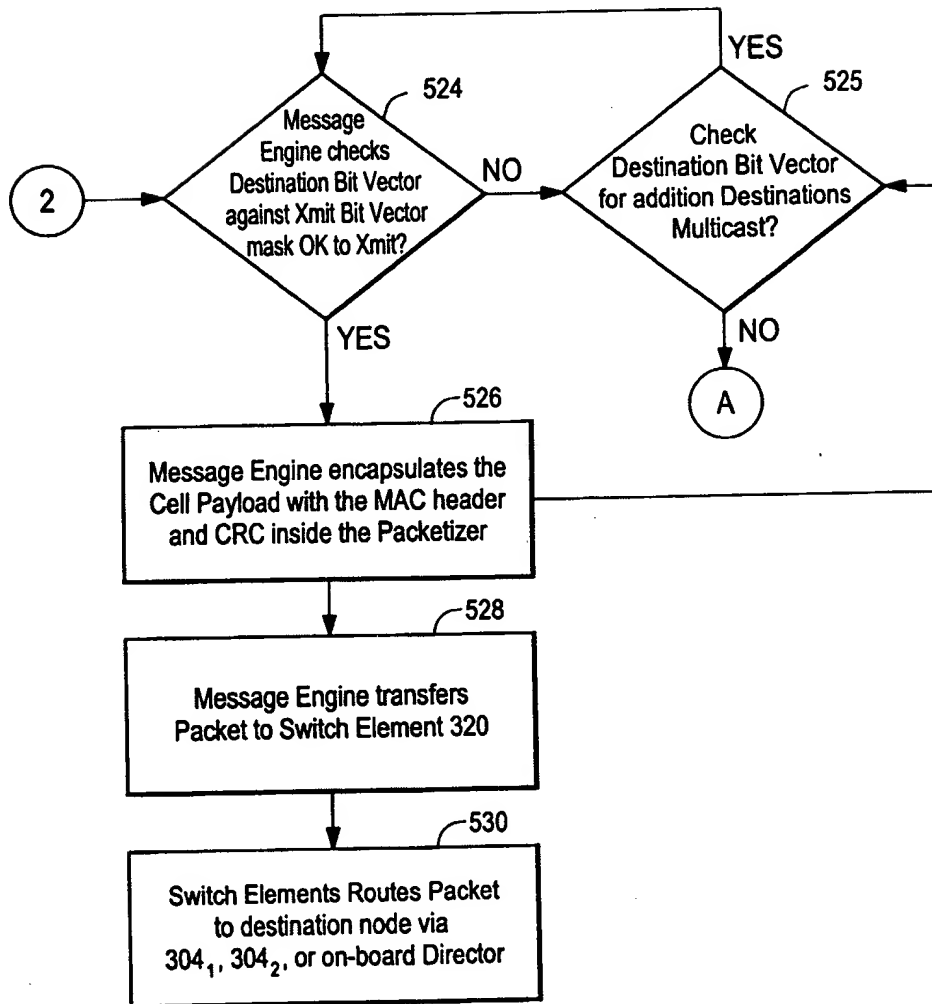 YES
524
525
Message
Engine checks
Destination Bit Vector
against Xmit Bit Vector
mask OK to Xmit?
NO
Check
Destination Bit Vector
for addition Destinations
Multicast?
2
YES
NO
A
526
Message Engine encapsulates the
Cell Payload with the MAC header
and CRC inside the Packetizer
528
Message Engine transfers
Packet to Switch Element 320
530
Switch Elements Routes Packet
to destination node via
304₁, 304₂, or on-board Director